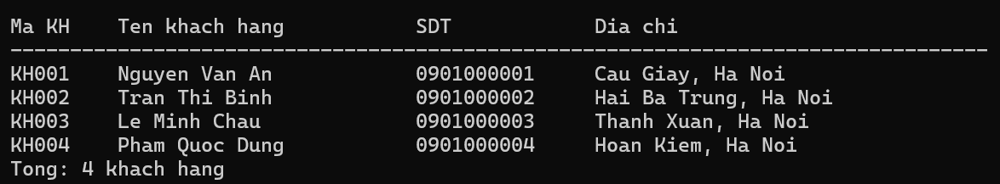 Ma KH    Ten khach hang           SDT            Dia chi
----------------------------------------------------------------------------------
KH001    Nguyen Van An            0901000001     Cau Giay, Ha Noi
KH002    Tran Thi Binh            0901000002     Hai Ba Trung, Ha Noi
KH003    Le Minh Chau             0901000003     Thanh Xuan, Ha Noi
KH004    Pham Quoc Dung           0901000004     Hoan Kiem, Ha Noi
Tong: 4 khach hang